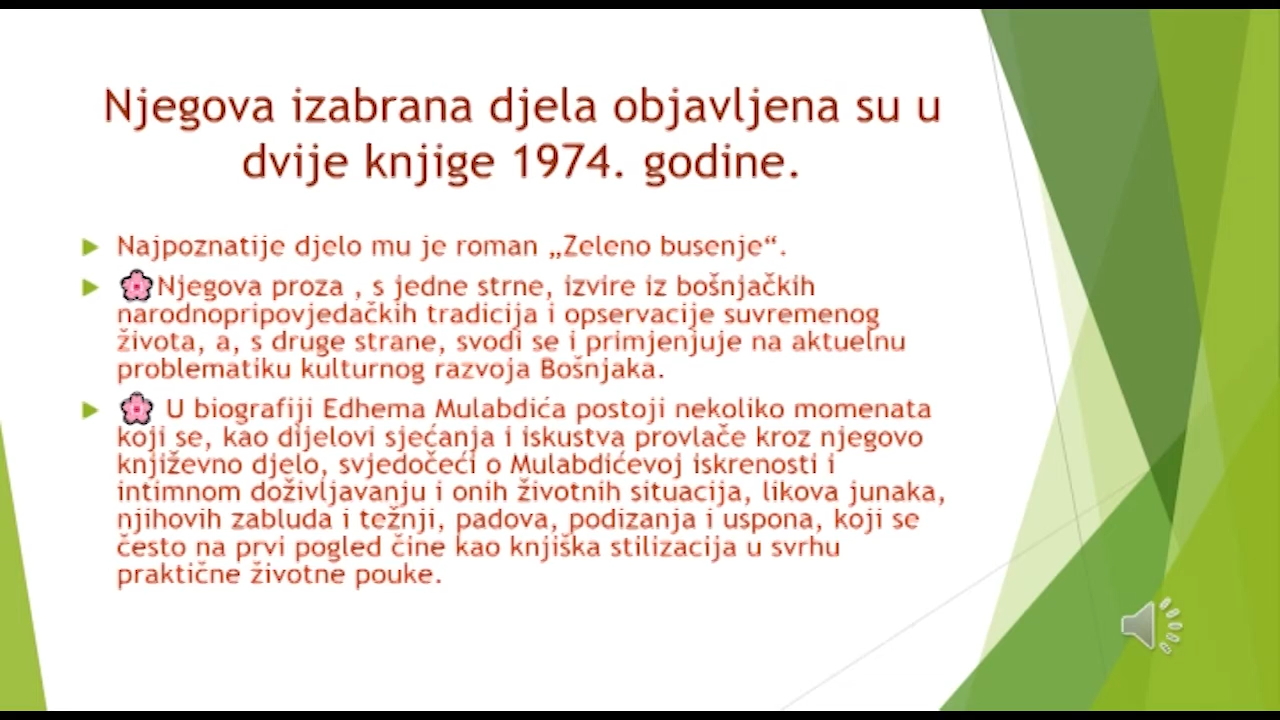 Njegova izabrana djela objavljena su u
dvije knjige 1974. godine.
Najpoznatije djelo mu je roman „Zeleno busenje“.
Njegova proza , s jedne strne, izvire iz bošnjačkih
narodnopripovjedačkih tradicija i opservacije suvremenog
života, a, s druge strane, svodi se i primjenjuje na aktuelnu
problematiku kulturnog razvoja Bošnjaka.
U biografiji Edhema Mulabdića postoji nekoliko momenata
koji se, kao dijelovi sjećanja i iskustva provlače kroz njegovo
književno djelo, svjedočeći o Mulabdićevoj iskrenosti i
intimnom doživljavanju i onih životnih situacija, likova junaka,
njihovih zabluda i težnji, padova, podizanja i uspona, koji se
često na prvi pogled čine kao knjiška stilizacija u svrhu
praktične životne pouke.